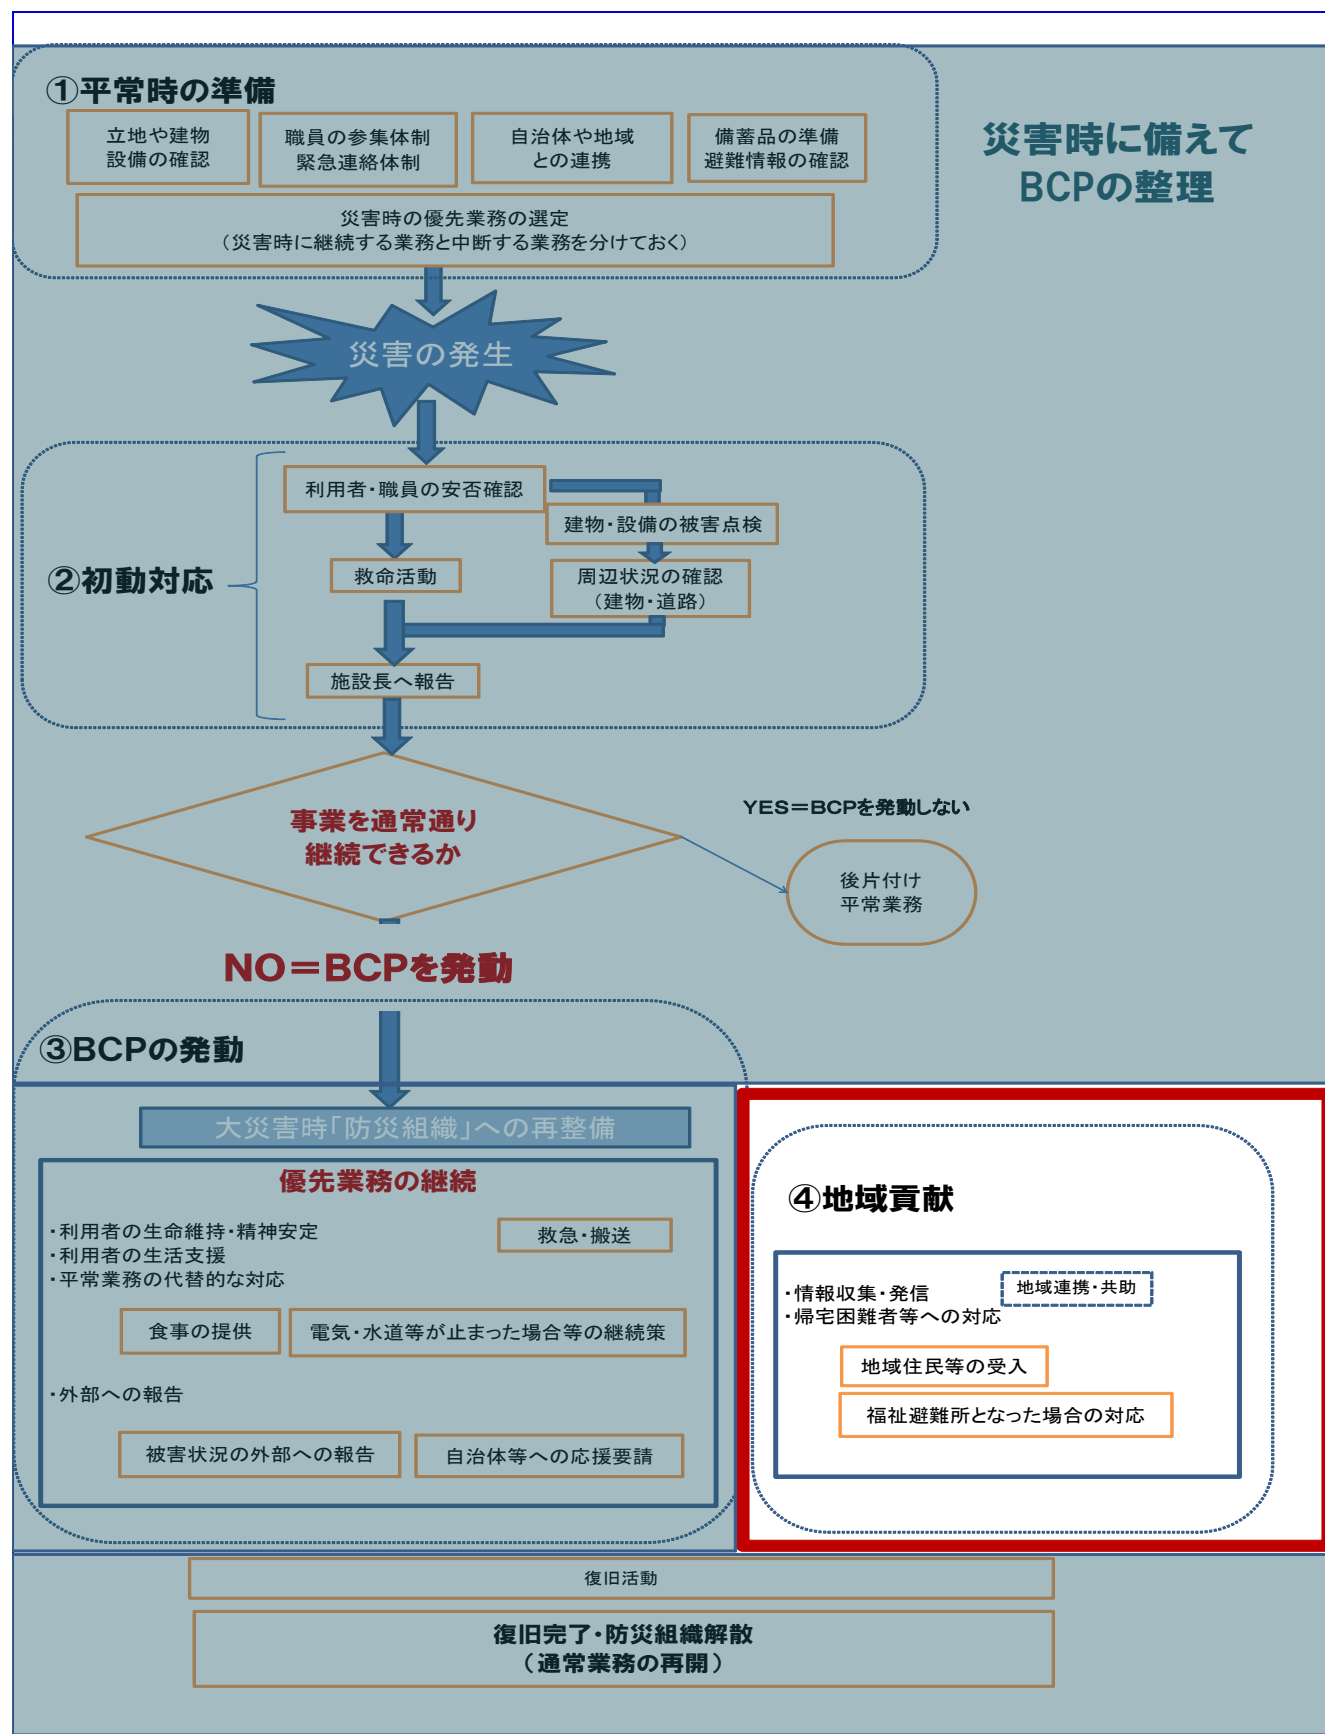 ①平常時の準備
立地や建物
設備の確認
職員の参集体制
緊急連絡体制
自治体や地域
との連携
備蓄品の準備
避難情報の確認
災害時に備えて
BCPの整理
災害時の優先業務の選定
(災害時に継続する業務と中断する業務を分けておく)
災害の発生
②初動対応
利用者・職員の安否確認
建物・設備の被害点検
救命活動
周辺状況の確認
(建物・道路)
施設長へ報告
事業を通常通り
継続できるか
YES=BCPを発動しない
後片付け
平常業務
NO=BCPを発動
③BCPの発動
大災害時「防災組織」への再整備
優先業務の継続
・利用者の生命維持・精神安定
・利用者の生活支援
・平常業務の代替的な対応
救急・搬送
食事の提供
電気・水道等が止まった場合等の継続策
・外部への報告
被害状況の外部への報告
自治体等への応援要請
④地域貢献
・情報収集・発信
・帰宅困難者等への対応
地域連携・共助
地域住民等の受入
福祉避難所となった場合の対応
復旧活動
復旧完了・防災組織解散
(通常業務の再開)